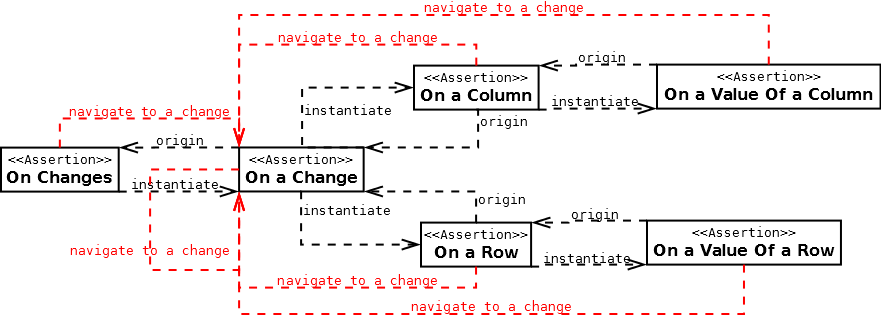 navigate to a change
navigate to a change
origin
<<Assertion>>
On a Column
<<Assertion>>
On a Value Of a Column
instantiate
instantiate
navigate to a change
origin
origin
<<Assertion>>
On Changes
<<Assertion>>
On a Change
instantiate
origin
instantiate
origin
<<Assertion>>
On a Row
<<Assertion>>
On a Value Of a Row
navigate to a change
instantiate
navigate to a change
navigate to a change